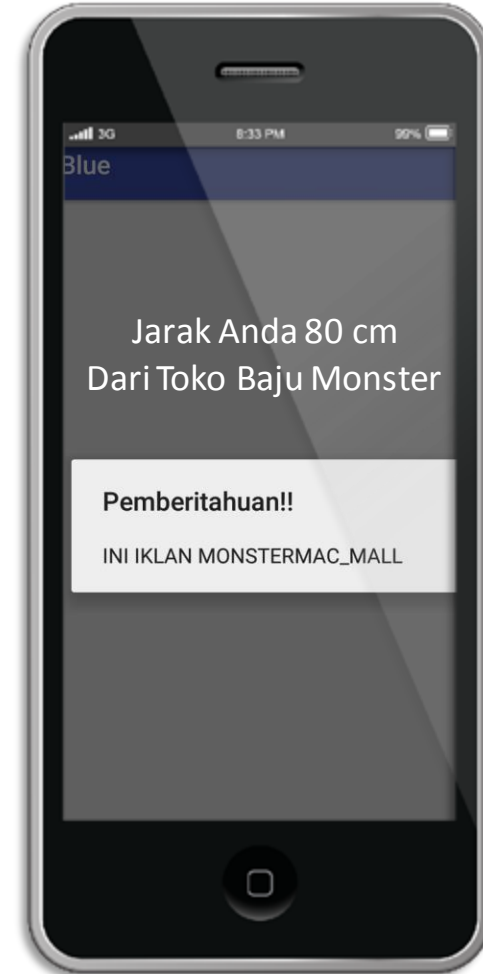 3G 8:33 PM 99%
Blue
Jarak Anda 80 cm
Dari Toko Baju Monster
Pemberitahuan!!
INI IKLAN MONSTERMAC_MALL